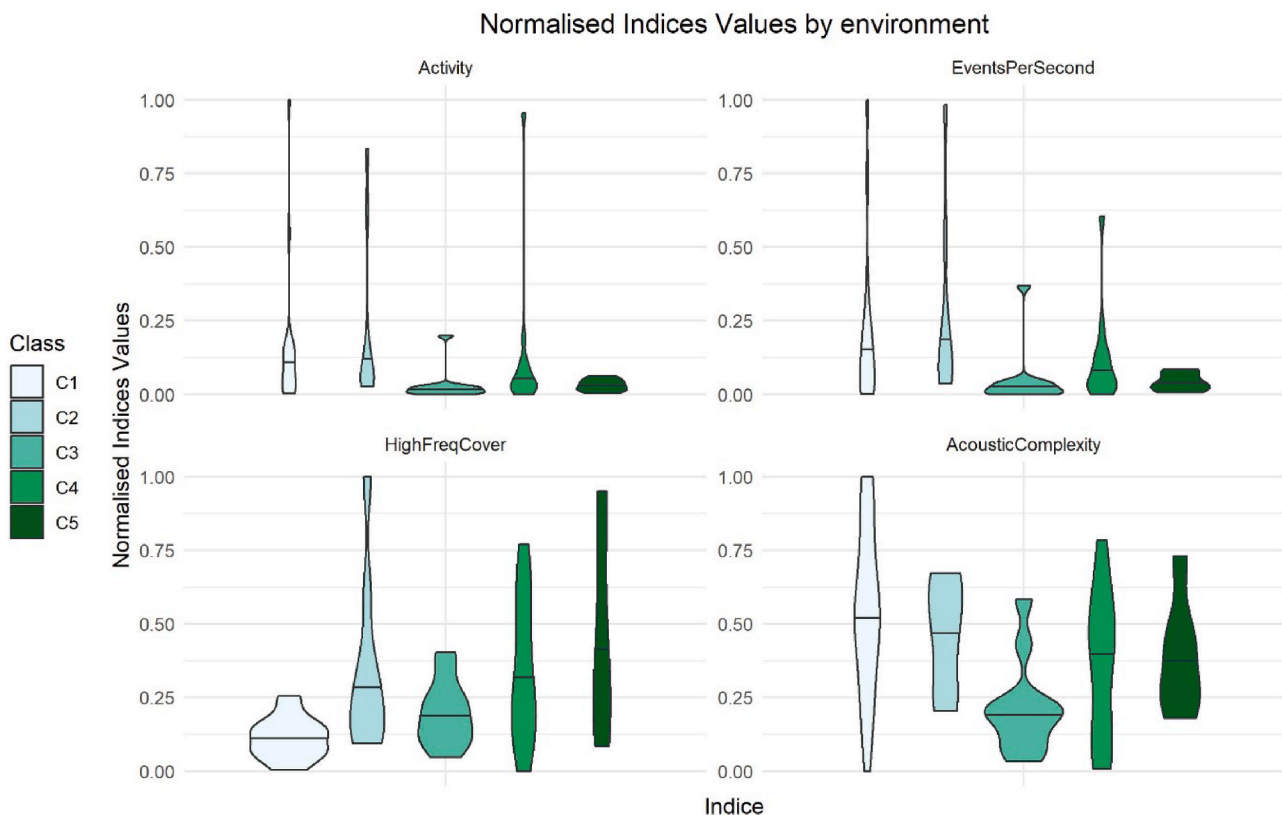 Normalised Indices Values by environment
Activity
EventsPerSecond
1.00
0.75
0.50
0.25
0.00
1.00
0.75
0.50
0.25
0.00
HighFreqCover
AcousticComplexity
1.00
0.75
0.50
0.25
0.00
1.00
0.75
0.50
0.25
0.00
Normalised Indices Values
Indice
Class
C1
C2
C3
C4
C5